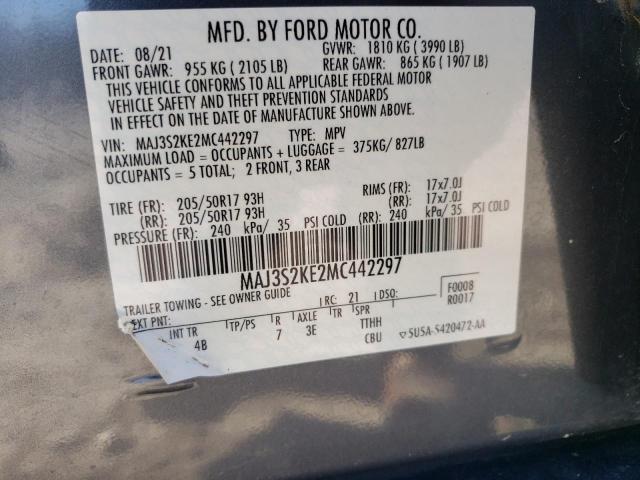 MFD. BY FORD MOTOR CO.
DATE: 08/21 GVWR: 1810 KG ( 3990 LB)
FRONT GAWR: 955 KG ( 2105 LB) REAR GAWR: 865 KG ( 1907 LB)
THIS VEHICLE CONFORMS TO ALL APPLICABLE FEDERAL MOTOR
VEHICLE SAFETY AND THEFT PREVENTION STANDARDS
IN EFFECT ON THE DATE OF MANUFACTURE SHOWN ABOVE.
VIN: MAJ3S2KE2MC442297 TYPE: MPV
MAXIMUM LOAD = OCCUPANTS + LUGGAGE = 375KG/ 827LB
OCCUPANTS = 5 TOTAL; 2 FRONT, 3 REAR
TIRE (FR): 205/50R17 93H RIMS (FR): 17x7.0J
(RR): 205/50R17 93H (RR): 17x7.0J
PRESSURE (FR): 240 kPa/ 35 PSI COLD (RR): 240 kPa/ 35 PSI COLD
MAJ3S2KE2MC442297
TRAILER TOWING - SEE OWNER GUIDE
RC: 21 DSO: F0008
R0017
EXT PNT: INT TR TP/PS R AXLE TR SPR
4B 7 3E TTHH
CBU 5U5A-S420472-AA